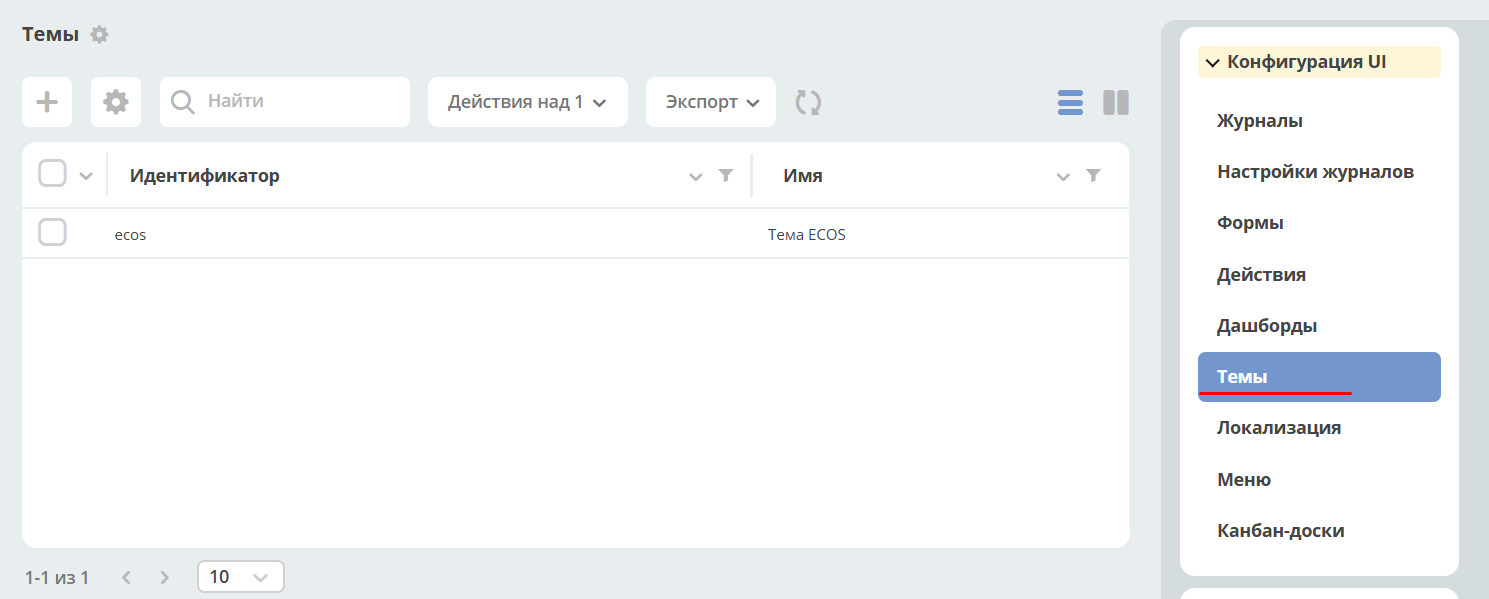 Темы
Найти
Действия над 1
Экспорт
Идентификатор
Имя
ecos
Тема ECOS
1-1 из 1
10
Конфигурация UI
Журналы
Настройки журналов
Формы
Действия
Дашборды
Темы
Локализация
Меню
Канбан-доски